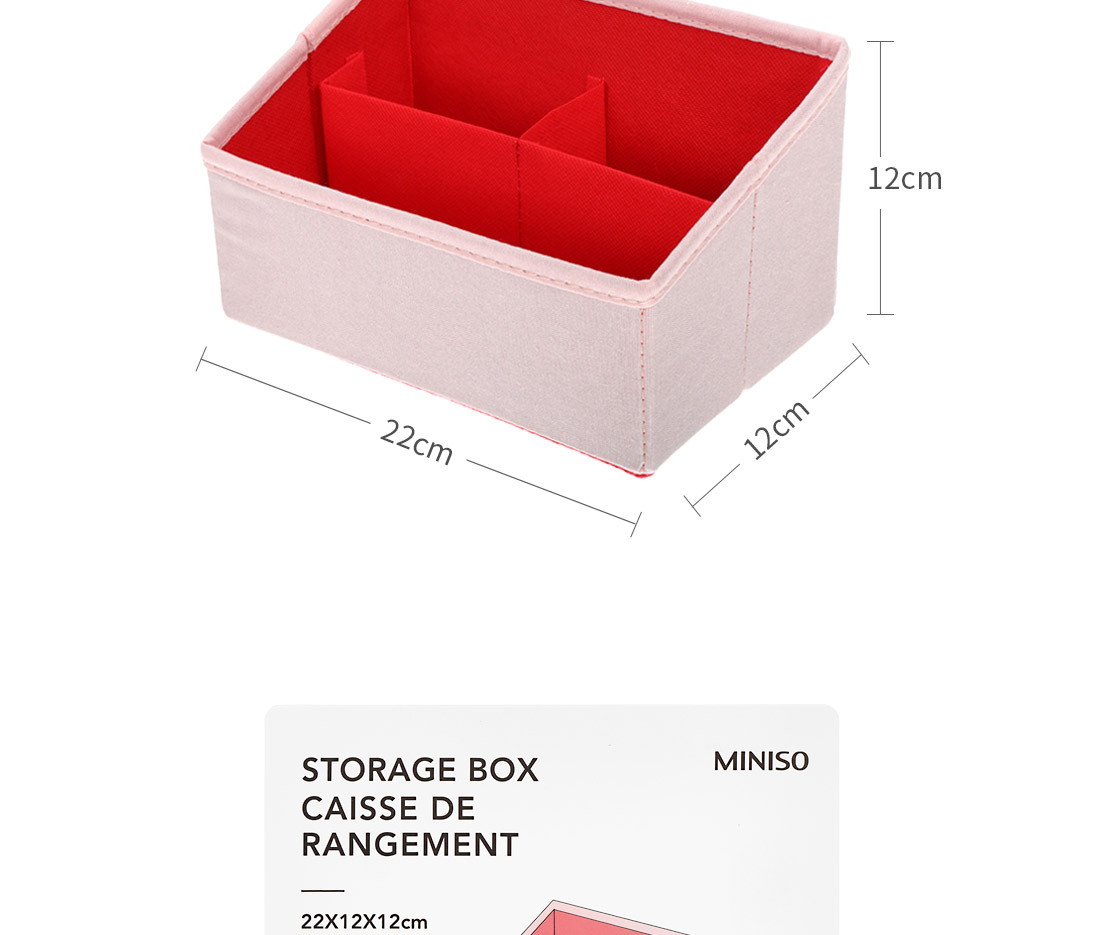 12cm
22cm
12cm
STORAGE BOX
MINISO
CAISSE DE
RANGEMENT
22X12X12cm